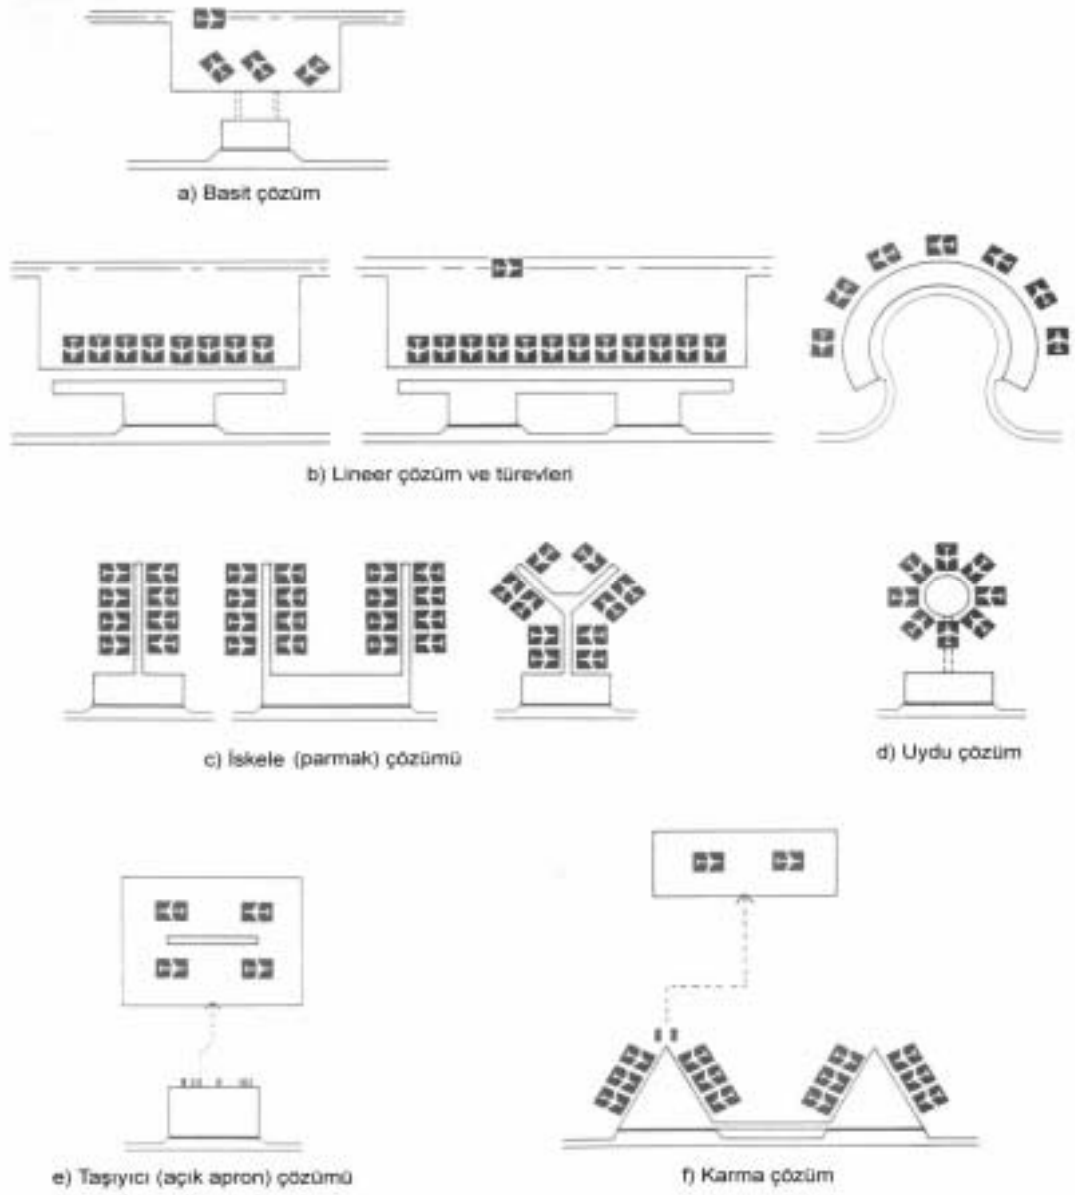 a) Basit çözüm
b) Lineer çözüm ve türevleri
c) İskele (parmak) çözümü
d) Uydu çözüm
e) Taşıyıcı (açık apron) çözümü
f) Karma çözüm